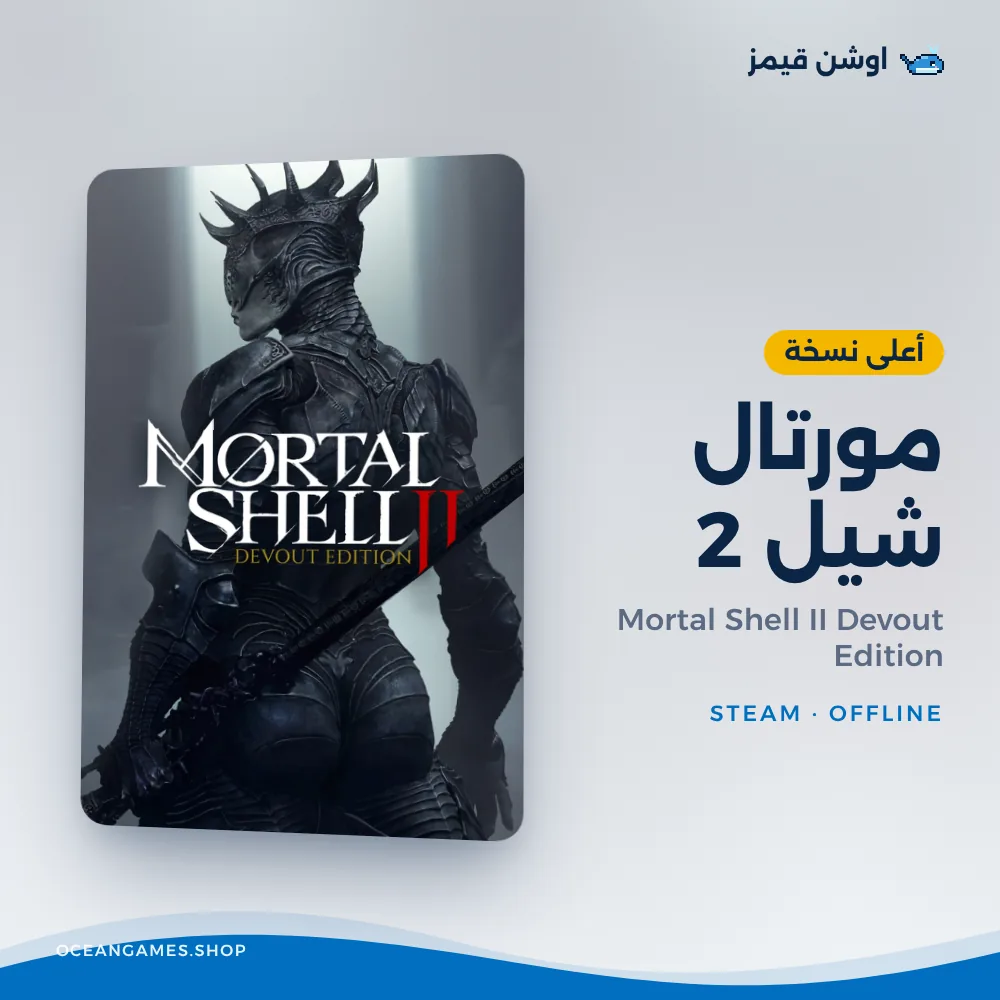 اوشن قيمز
MORTAL
SHELL II
DEVOUT EDITION
أعلى نسخة
مورتال
شيل 2
Mortal Shell II Devout
Edition
STEAM · OFFLINE
OCEANGAMES.SHOP